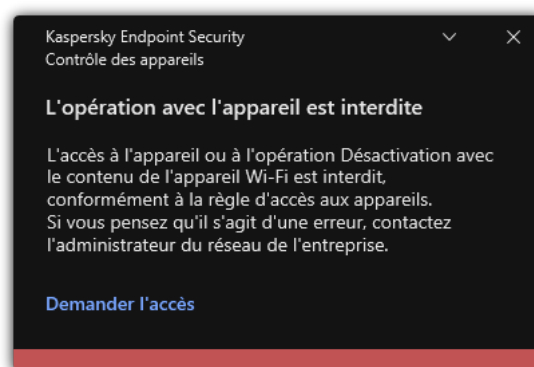 Kaspersky Endpoint Security
Contrôle des appareils
L'opération avec l'appareil est interdite
L'accès à l'appareil ou à l'opération Désactivation avec
le contenu de l'appareil Wi-Fi est interdit,
conformément à la règle d'accès aux appareils.
Si vous pensez qu'il s'agit d'une erreur, contactez
l'administrateur du réseau de l'entreprise.
Demander l'accès